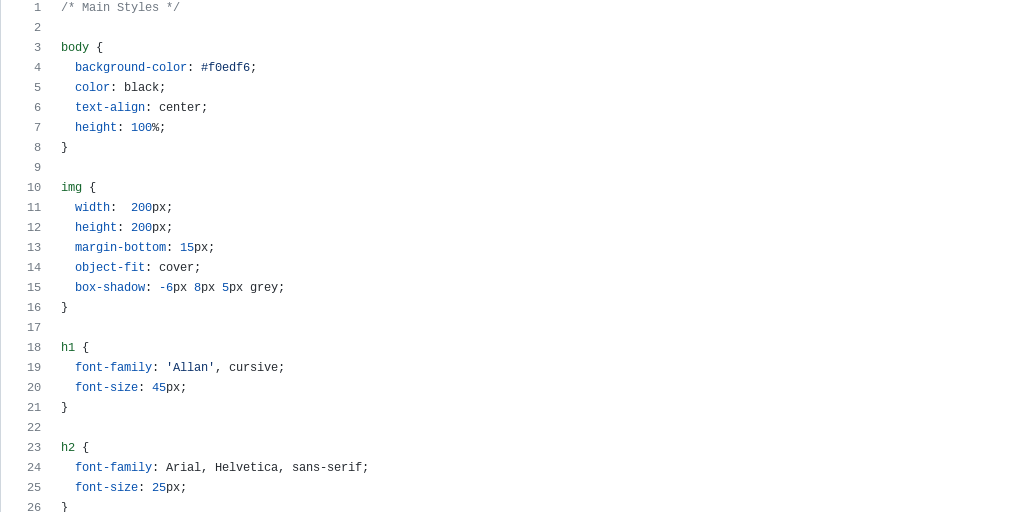 1 /* Main Styles */
2
3 body {
4   background-color: #f0edf6;
5   color: black;
6   text-align: center;
7   height: 100%;
8 }
9
10 img {
11   width:  200px;
12   height: 200px;
13   margin-bottom: 15px;
14   object-fit: cover;
15   box-shadow: -6px 8px 5px grey;
16 }
17
18 h1 {
19   font-family: 'Allan', cursive;
20   font-size: 45px;
21 }
22
23 h2 {
24   font-family: Arial, Helvetica, sans-serif;
25   font-size: 25px;
26 }